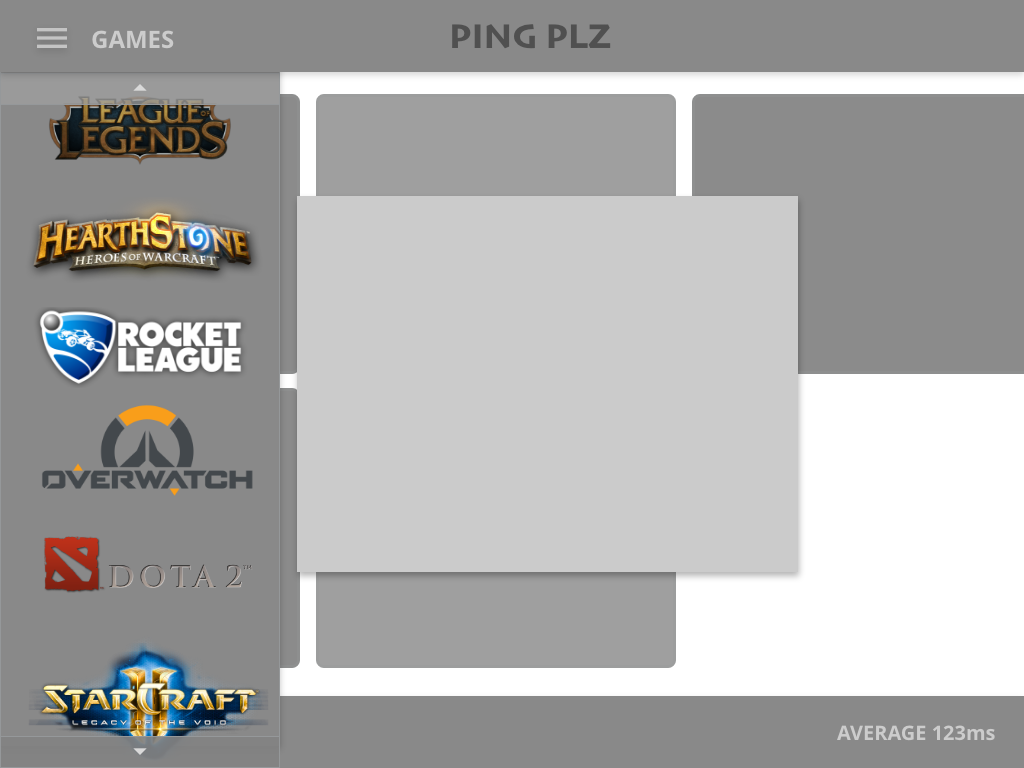 GAMES
PING PLZ
LEAGUE OF
LEGENDS
HEARTHSTONE
HEROES OF WARCRAFT
ROCKET
LEAGUE
OVERWATCH
DOTA 2™
STARCRAFT
II
LEGACY OF THE VOID
AVERAGE 123ms